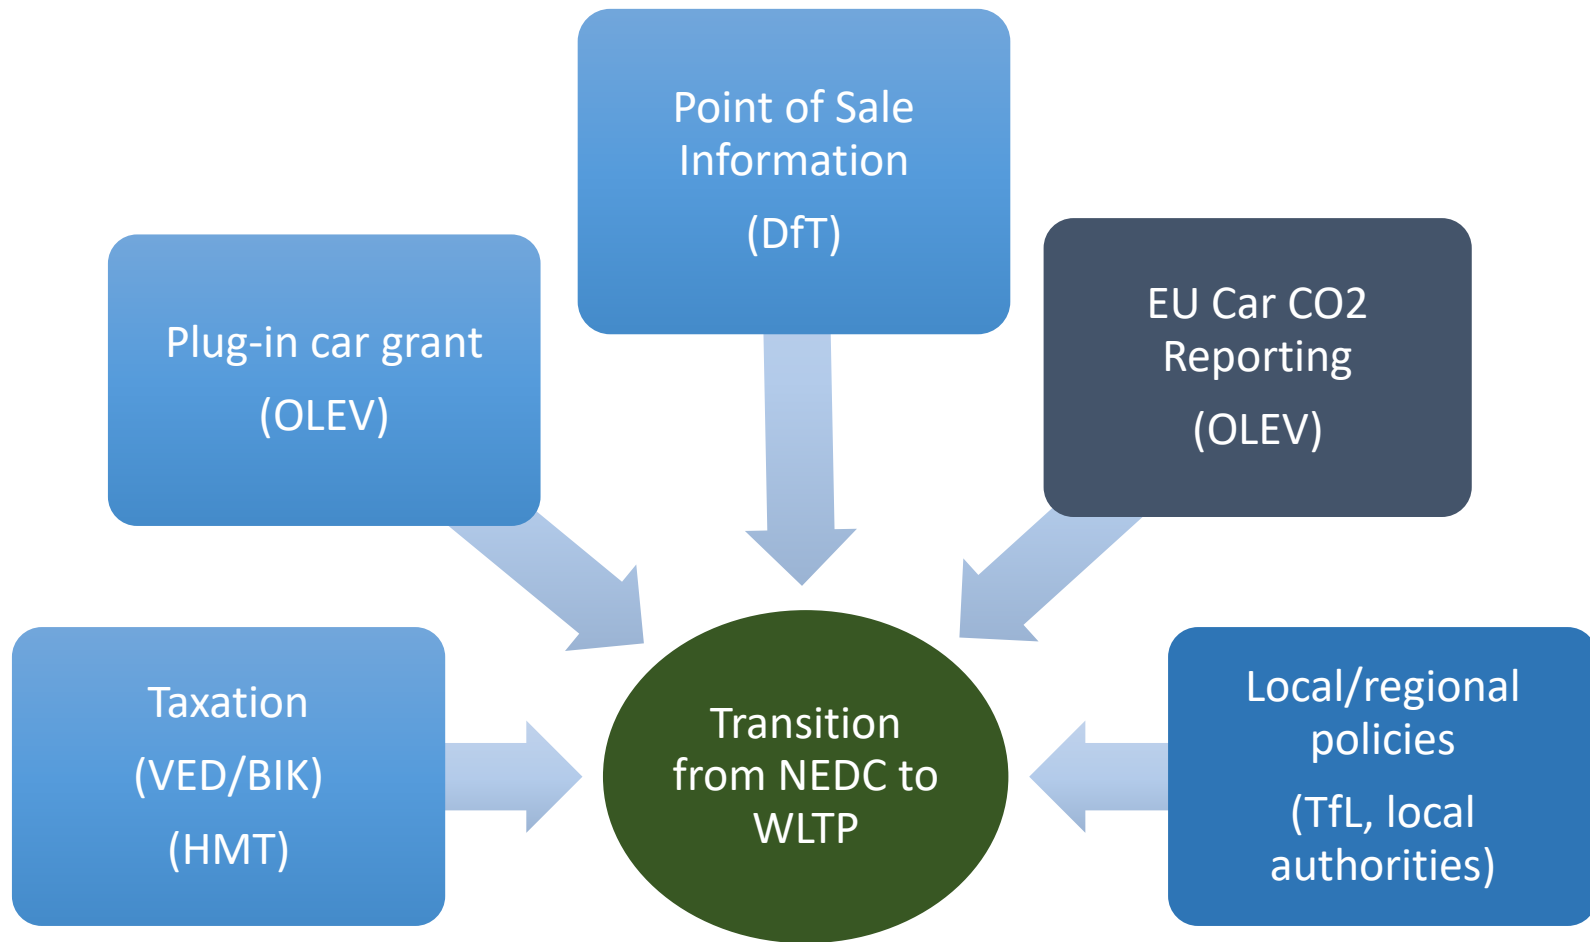 Point of Sale
Information
(DfT)
Plug-in car grant
(OLEV)
EU Car CO2
Reporting
(OLEV)
Taxation
(VED/BIK)
(HMT)
Transition
from NEDC to
WLTP
Local/regional
policies
(TfL, local
authorities)